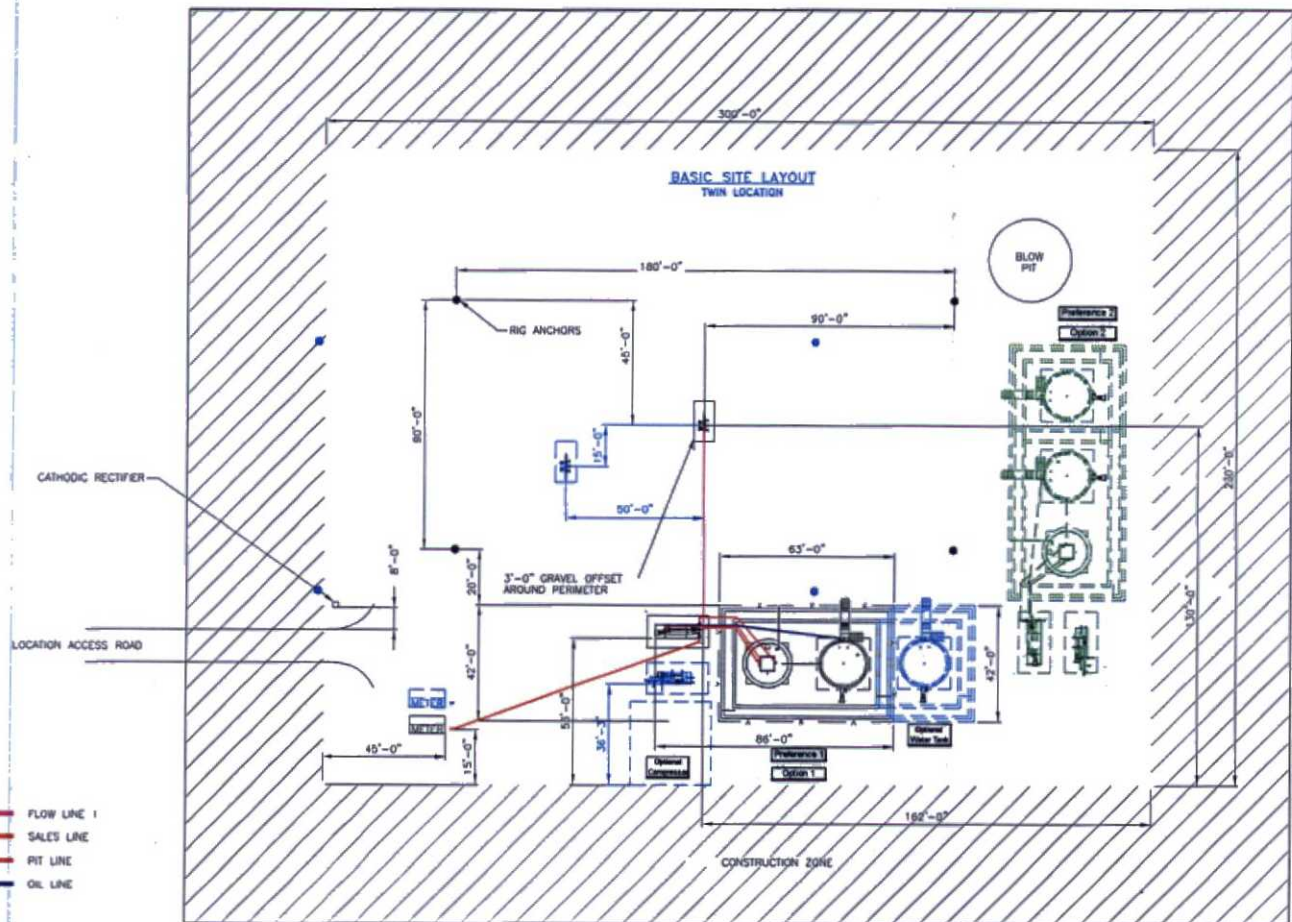 300'-0"
BASIC SITE LAYOUT
TWIN LOCATION
BLOW
PIT
180'-0"
Preference 2
Option 2
90'-0"
RIG ANCHORS
45'-0"
80'-0"
15'-0"
CATHODIC RECTIFIER
50'-0"
230'-0"
130'-0"
63'-0"
8'-0"
20'-0"
3'-0" GRAVEL OFFSET
AROUND PERIMETER
LOCATION ACCESS ROAD
42'-0"
42'-0"
METER
METER
36'-3"
86'-0"
Optional
Water Tank
45'-0"
15'-0"
Optional
Compressor
Preference 1
Option 1
162'-0"
FLOW LINE 1
SALES LINE
PIT LINE
OIL LINE
CONSTRUCTION ZONE